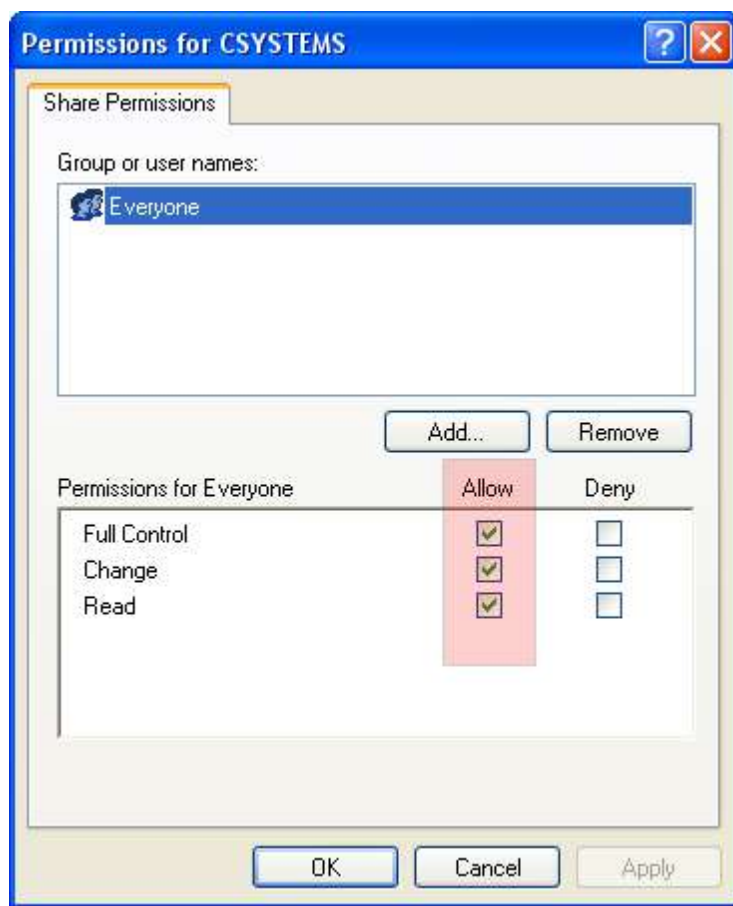 Permissions for CSYSTEMS
Share Permissions
Group or user names:
Everyone
Add... Remove
Permissions for Everyone Allow Deny
Full Control
Change
Read
OK Cancel Apply